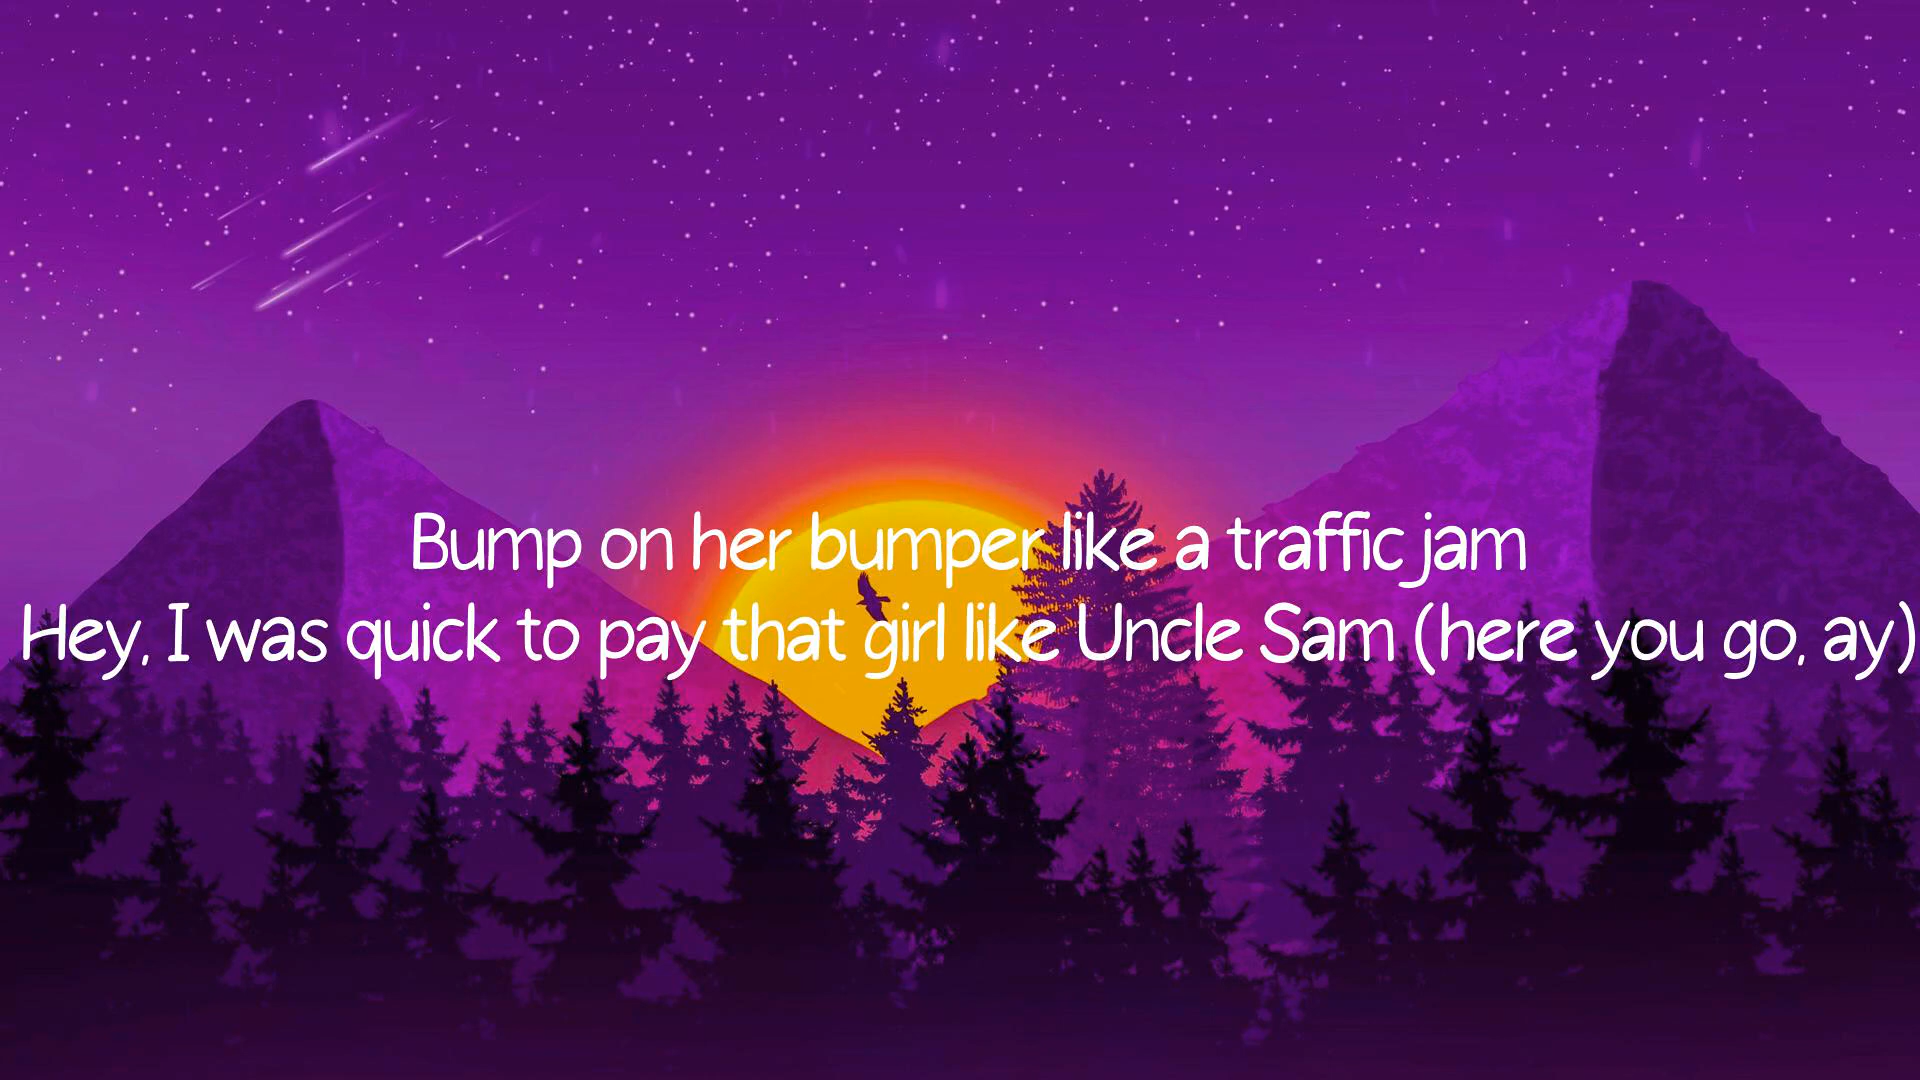 Bump on her bumper like a traffic jam
Hey, I was quick to pay that girl like Uncle Sam (here you go, ay)